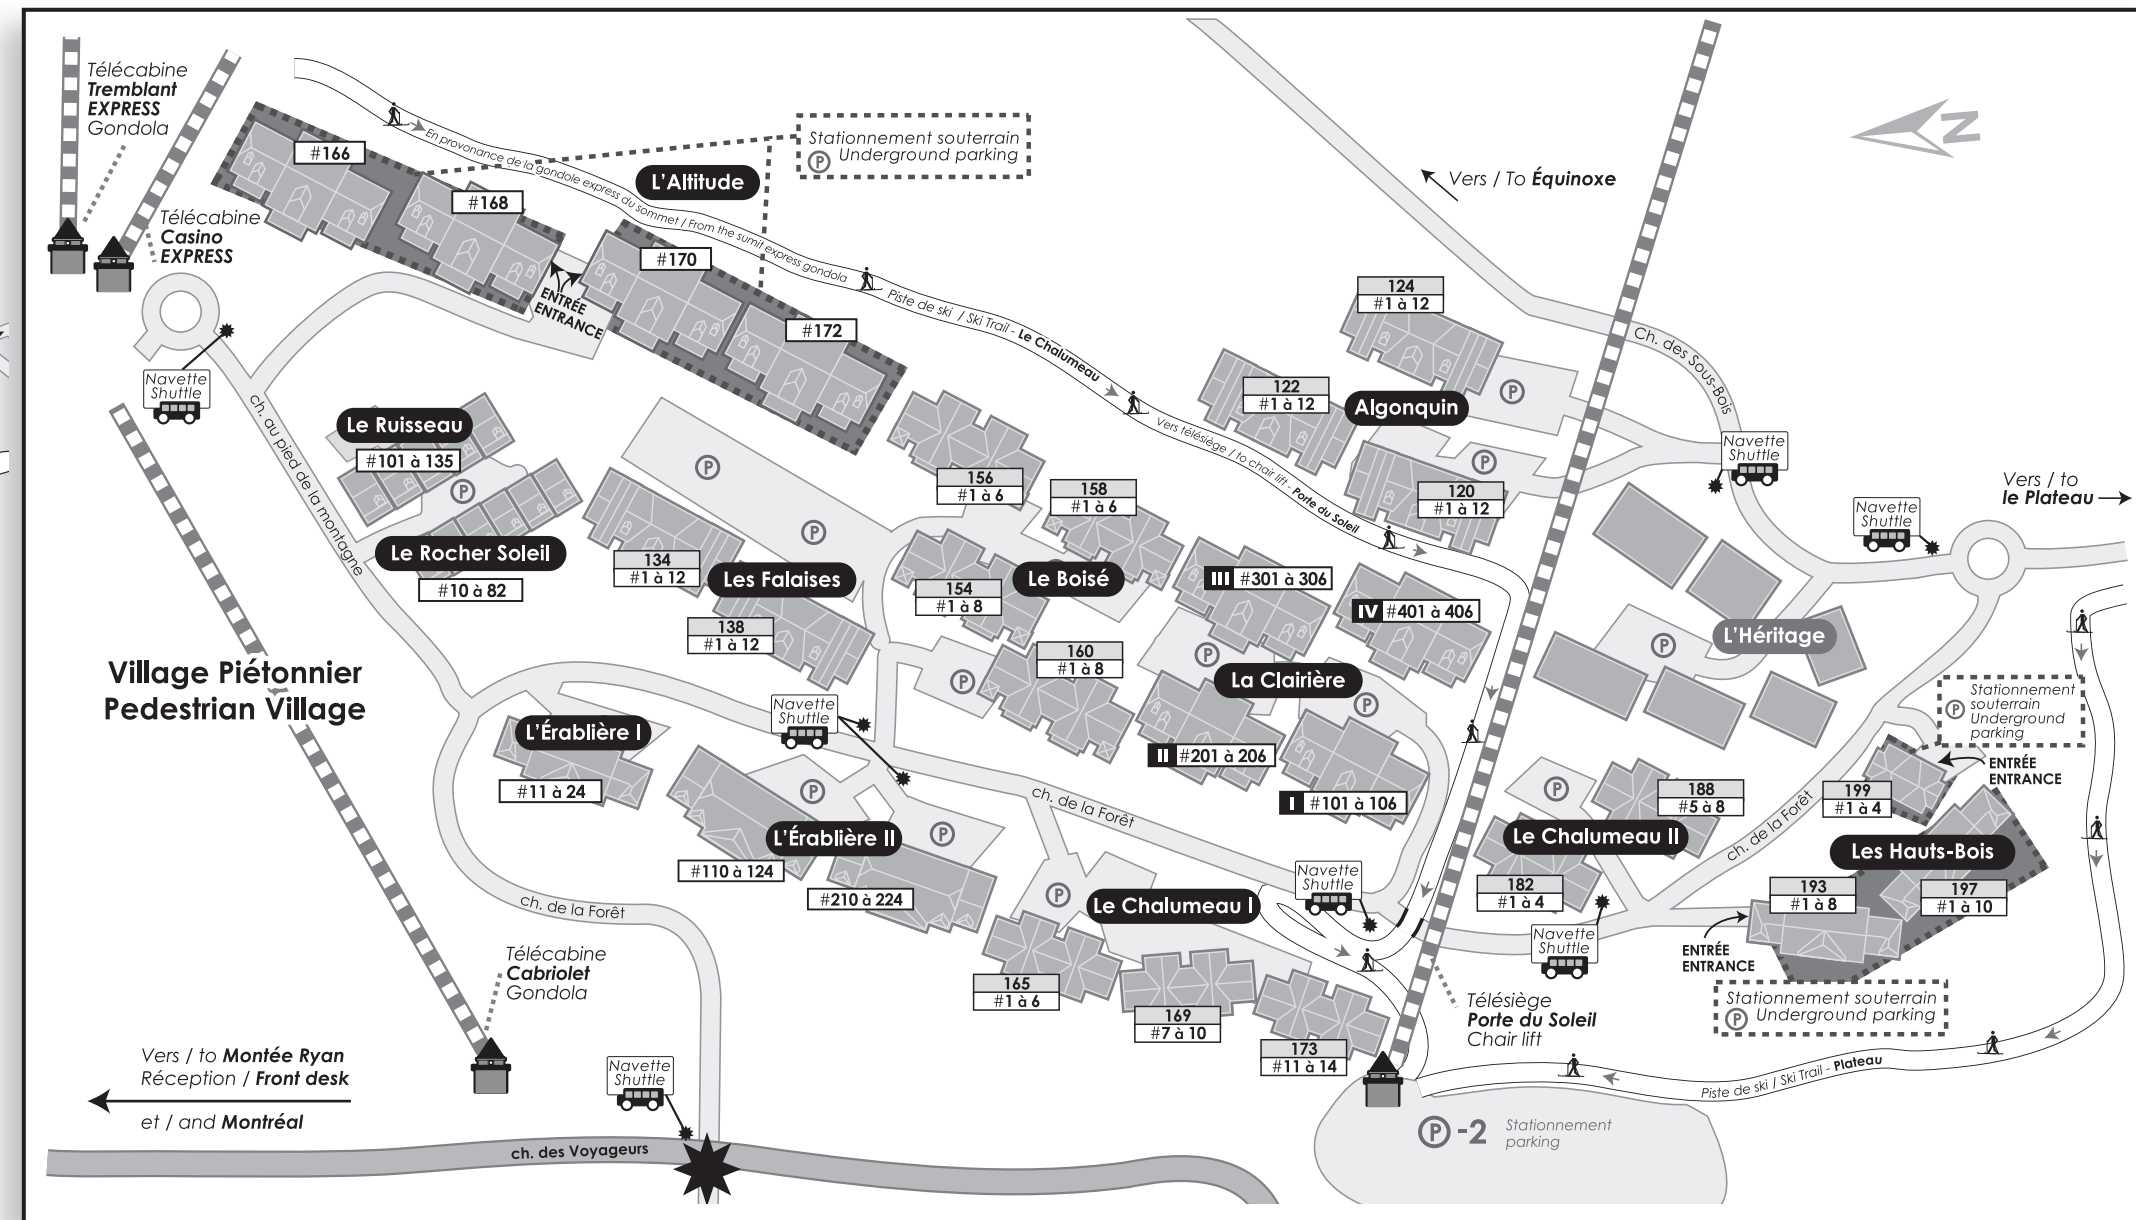 Télécabine
Tremblant
EXPRESS
Gondola
Télécabine
Casino
EXPRESS
#166
#168
#170
#172
L'Altitude
Stationnement souterrain
P Underground parking
ENTRÉE
ENTRANCE
En provonance de la gondole express du sommet / From the sumit express gondola
Piste de ski / Ski Trail - Le Chalumeau
Vers télésiège / to chair lift - Porte du Soleil
Vers / To Équinoxe
N
Navette
Shuttle
ch. au pied de la montagne
Le Ruisseau
#101 à 135
P
Le Rocher Soleil
#10 à 82
P
P
134
#1 à 12
Les Falaises
138
#1 à 12
156
#1 à 6
158
#1 à 6
154
#1 à 8
Le Boisé
160
#1 à 8
P
124
#1 à 12
122
#1 à 12
Algonquin
P
P
120
#1 à 12
Ch. des Sous-Bois
Navette
Shuttle
Navette
Shuttle
Vers / to
le Plateau
III #301 à 306
IV #401 à 406
P
La Clairière
P
II #201 à 206
I #101 à 106
L'Héritage
P
Stationnement
souterrain
P Underground
parking
ENTRÉE
ENTRANCE
Village Piétonnier
Pedestrian Village
L'Érablière I
#11 à 24
Navette
Shuttle
P
L'Érablière II
P
#110 à 124
#210 à 224
ch. de la Forêt
ch. de la Forêt
ch. de la Forêt
P
Le Chalumeau I
Navette
Shuttle
165
#1 à 6
169
#7 à 10
173
#11 à 14
P
188
#5 à 8
Le Chalumeau II
182
#1 à 4
Navette
Shuttle
199
#1 à 4
Les Hauts-Bois
193
#1 à 8
197
#1 à 10
ENTRÉE
ENTRANCE
Stationnement souterrain
P Underground parking
Télécabine
Cabriolet
Gondola
Télésiège
Porte du Soleil
Chair lift
Piste de ski / Ski Trail - Plateau
Vers / to Montée Ryan
Réception / Front desk
et / and Montréal
Navette
Shuttle
ch. des Voyageurs
P -2 Stationnement
parking